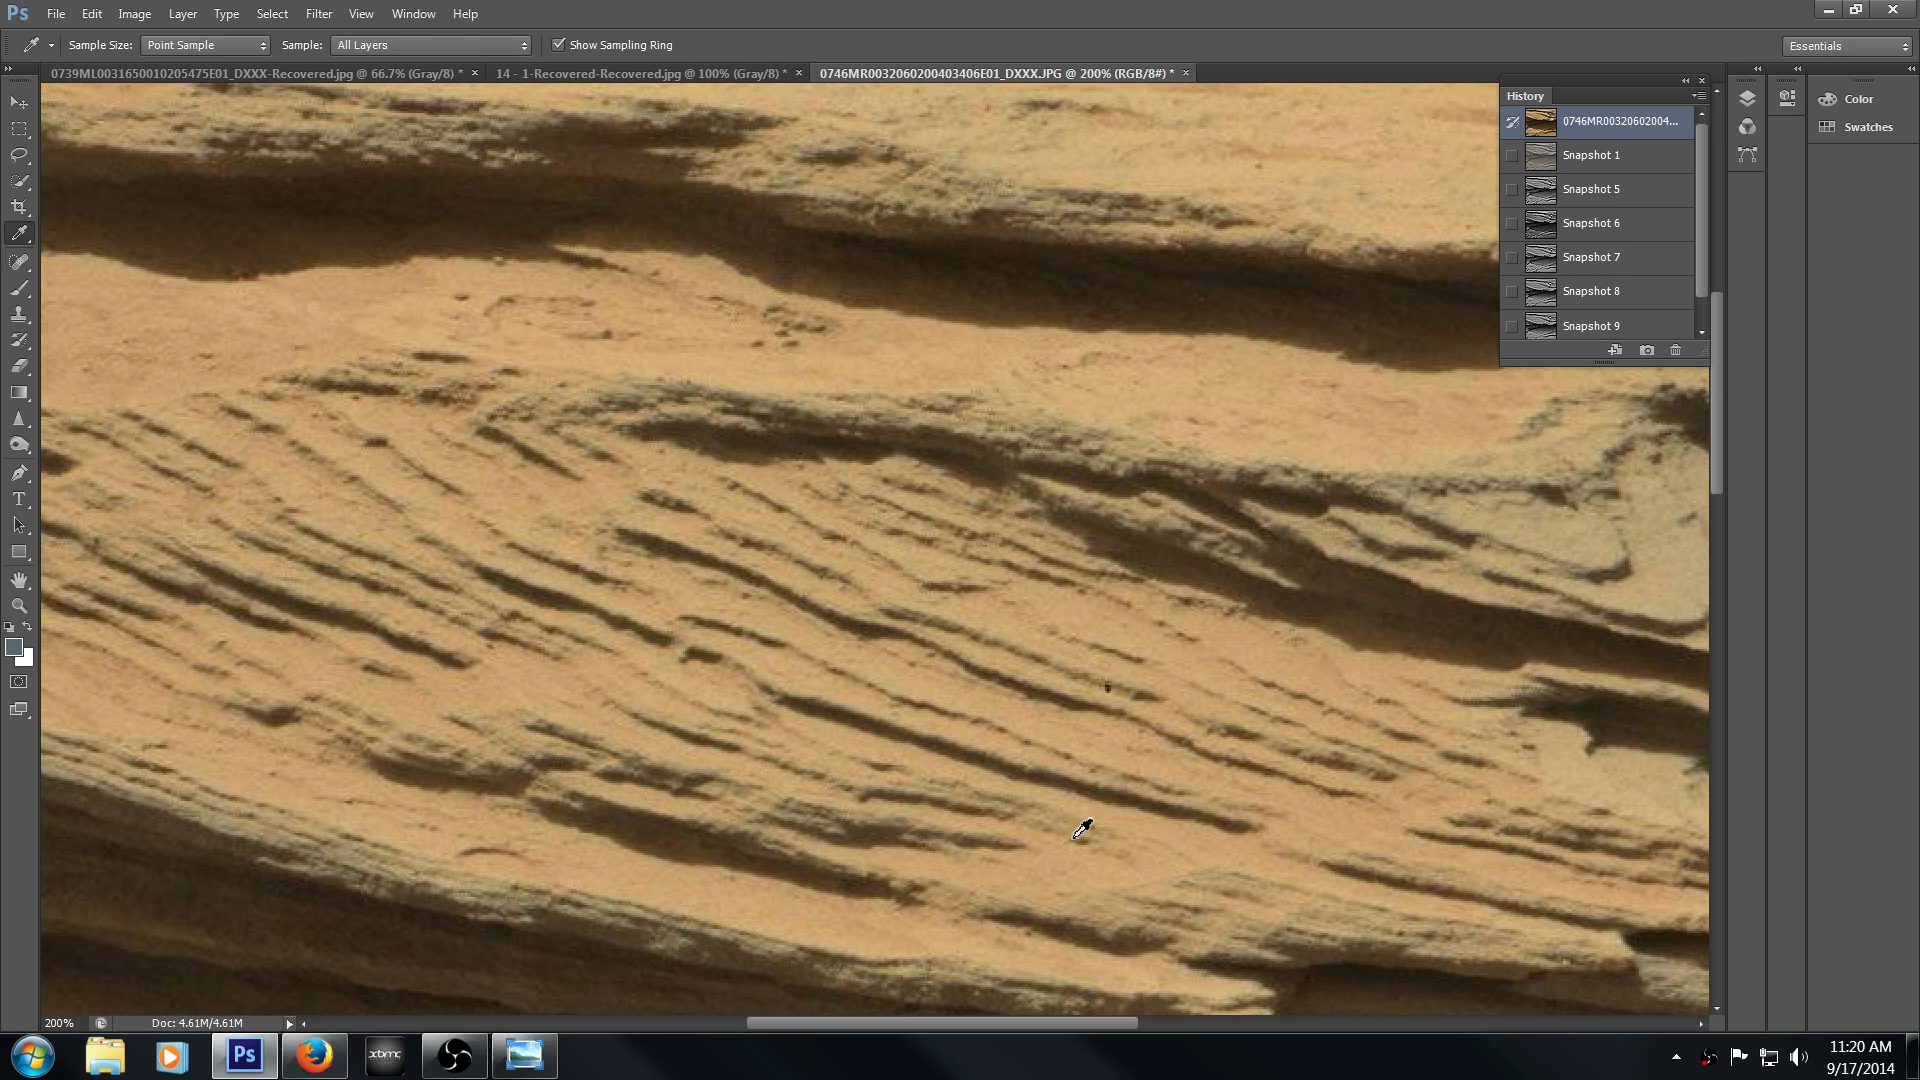 Ps File Edit Image Layer Type Select Filter View Window Help
Sample Size: Point Sample Sample: All Layers Show Sampling Ring Essentials
0739ML0031650010205475E01_DXXX-Recovered.jpg @ 66.7% (Gray/8) * × 14 - 1-Recovered-Recovered.jpg @ 100% (Gray/8) * × 0746MR0032060200403406E01_DXXX.JPG @ 200% (RGB/8#) * ×
History
0746MR00320602004...
Snapshot 1
Snapshot 5
Snapshot 6
Snapshot 7
Snapshot 8
Snapshot 9
Color
Swatches
T
200% Doc: 4.61M/4.61M
Ps xbmc
11:20 AM
9/17/2014